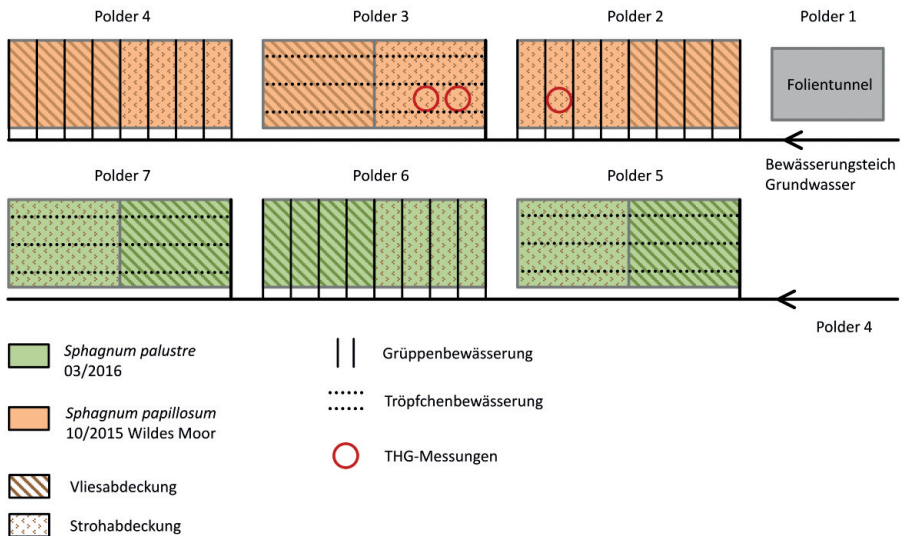 Polder 4
Polder 3
Polder 2
Polder 1
Folientunnel
Bewässerungsteich
Grundwasser
Polder 7
Polder 6
Polder 5
Polder 4
Sphagnum palustre
03/2016
Sphagnum papillosum
10/2015 Wildes Moor
Vliesabdeckung
Strohabdeckung
Grüppenbewässerung
Tröpfchenbewässerung
THG-Messungen